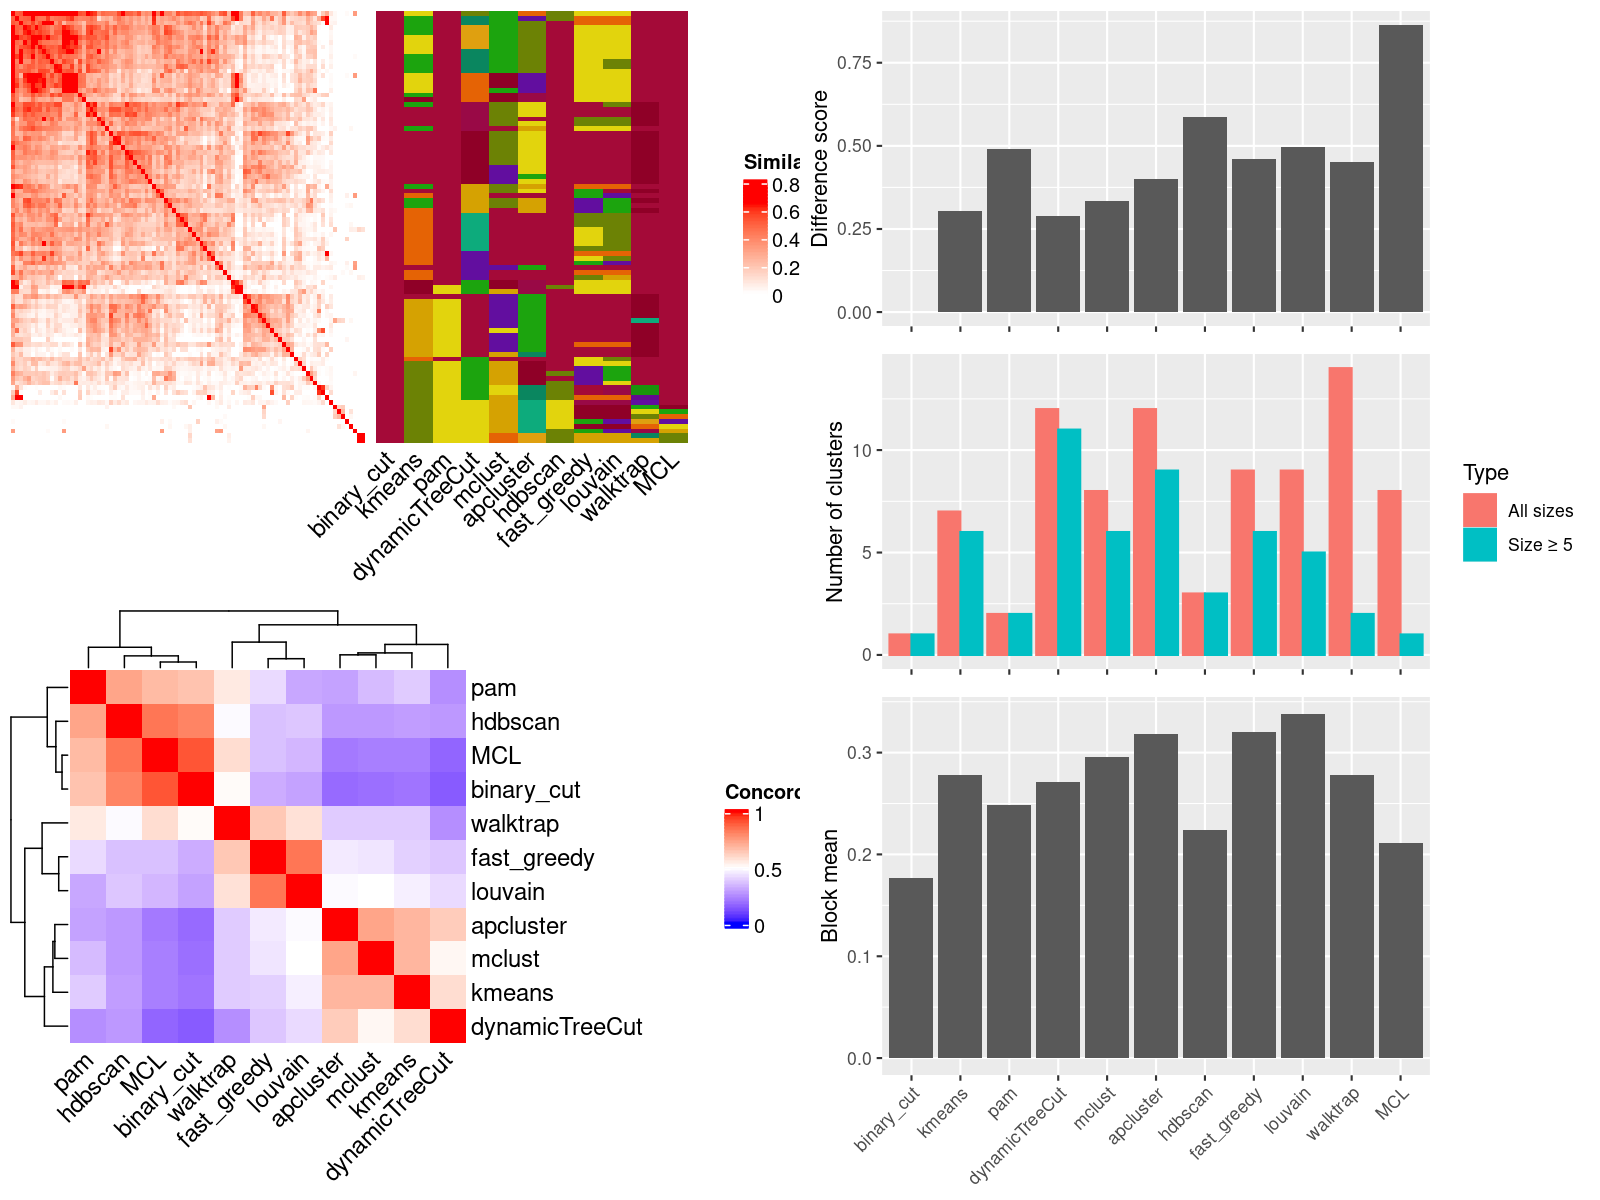 Simila
0.8
0.6
0.4
0.2
0
binary_cut
kmeans
pam
dynamicTreeCut
mclust
apcluster
hdbscan
fast_greedy
louvain
walktrap
MCL
Difference score
0.75
0.50
0.25
0.00
Number of clusters
10
5
0
Type
All sizes
Size ≥ 5
pam
hdbscan
MCL
binary_cut
walktrap
fast_greedy
louvain
apcluster
mclust
kmeans
dynamicTreeCut
pam
hdbscan
MCL
binary_cut
walktrap
fast_greedy
louvain
apcluster
mclust
kmeans
dynamicTreeCut
Concord
1
0.5
0
Block mean
0.3
0.2
0.1
0.0
binary_cut
kmeans
pam
dynamicTreeCut
mclust
apcluster
hdbscan
fast_greedy
louvain
walktrap
MCL